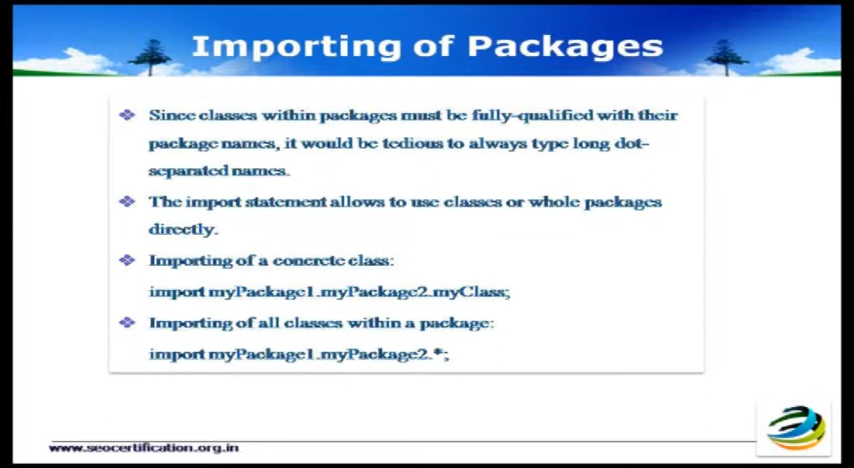 Importing of Packages
Since classes within packages must be fully-qualified with their
package names, it would be tedious to always type long dot-
separated names.
The import statement allows to use classes or whole packages
directly.
Importing of a concrete class:
import myPackage1.myPackage2.myClass;
Importing of all classes within a package:
import myPackage1.myPackage2.*;
www.seocertification.org.in